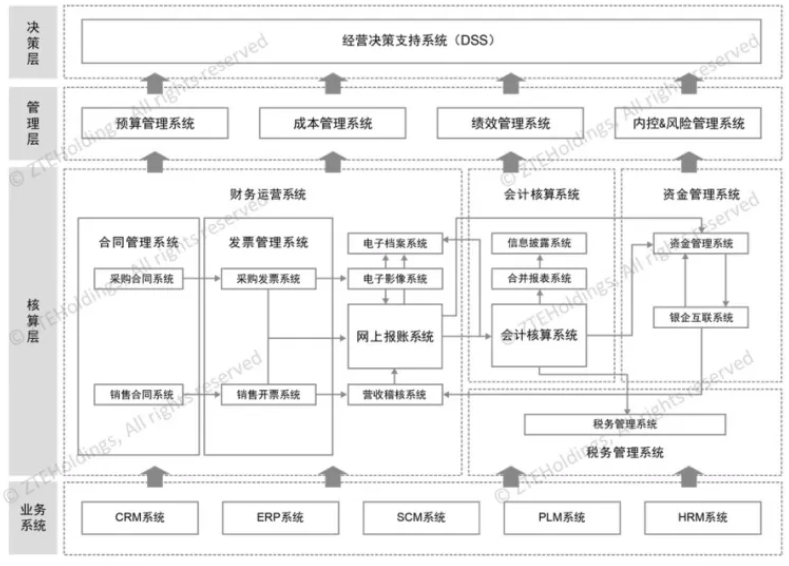 决策层
经营决策支持系统（DSS）
管理层
预算管理系统
成本管理系统
绩效管理系统
内控&风险管理系统
核算层
财务运营系统
会计核算系统
资金管理系统
合同管理系统
发票管理系统
电子档案系统
信息披露系统
资金管理系统
采购合同系统
采购发票系统
电子影像系统
合并报表系统
网上报账系统
会计核算系统
银企互联系统
销售合同系统
销售开票系统
营收稽核系统
税务管理系统
税务管理系统
业务系统
CRM系统
ERP系统
SCM系统
PLM系统
HRM系统
© ZTEHoldings, All rights reserved
© ZTEHoldings, All rights reserved
© ZTEHoldings, All rights reserved
© ZTEHoldings, All rights reserved
© ZTEHoldings, All rights reserved
© ZTEHoldings, All rights reserved